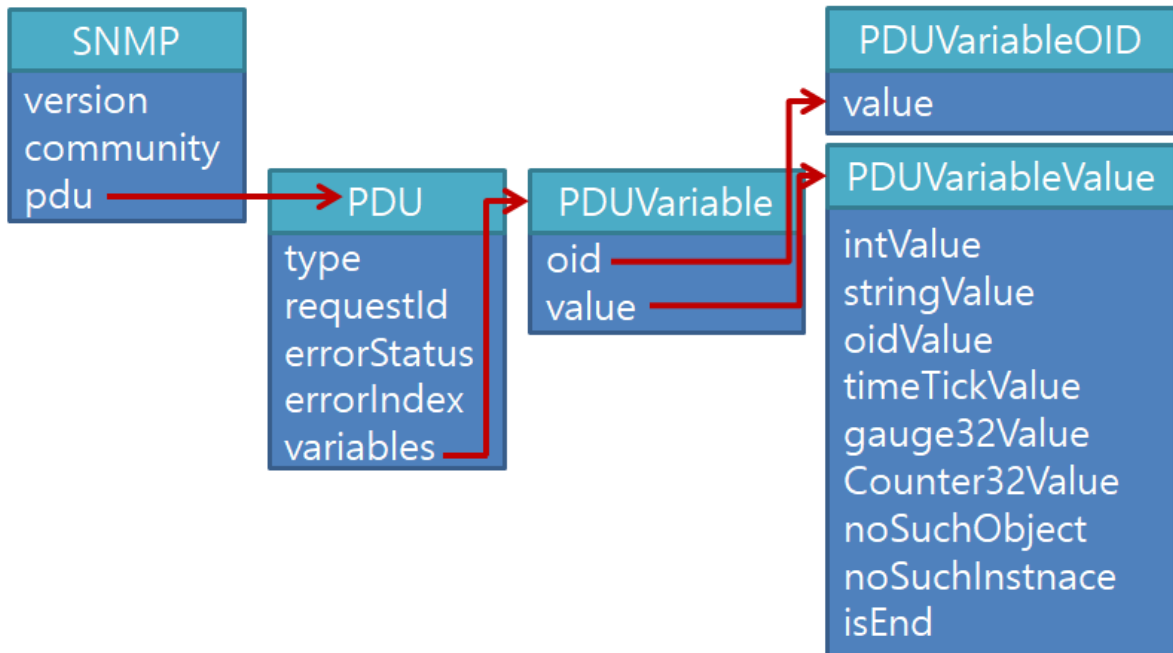 SNMP
version
community
pdu
PDU
type
requestId
errorStatus
errorIndex
variables
PDUVariable
oid
value
PDUVariableOID
value
PDUVariableValue
intValue
stringValue
oidValue
timeTickValue
gauge32Value
Counter32Value
noSuchObject
noSuchInstnace
isEnd